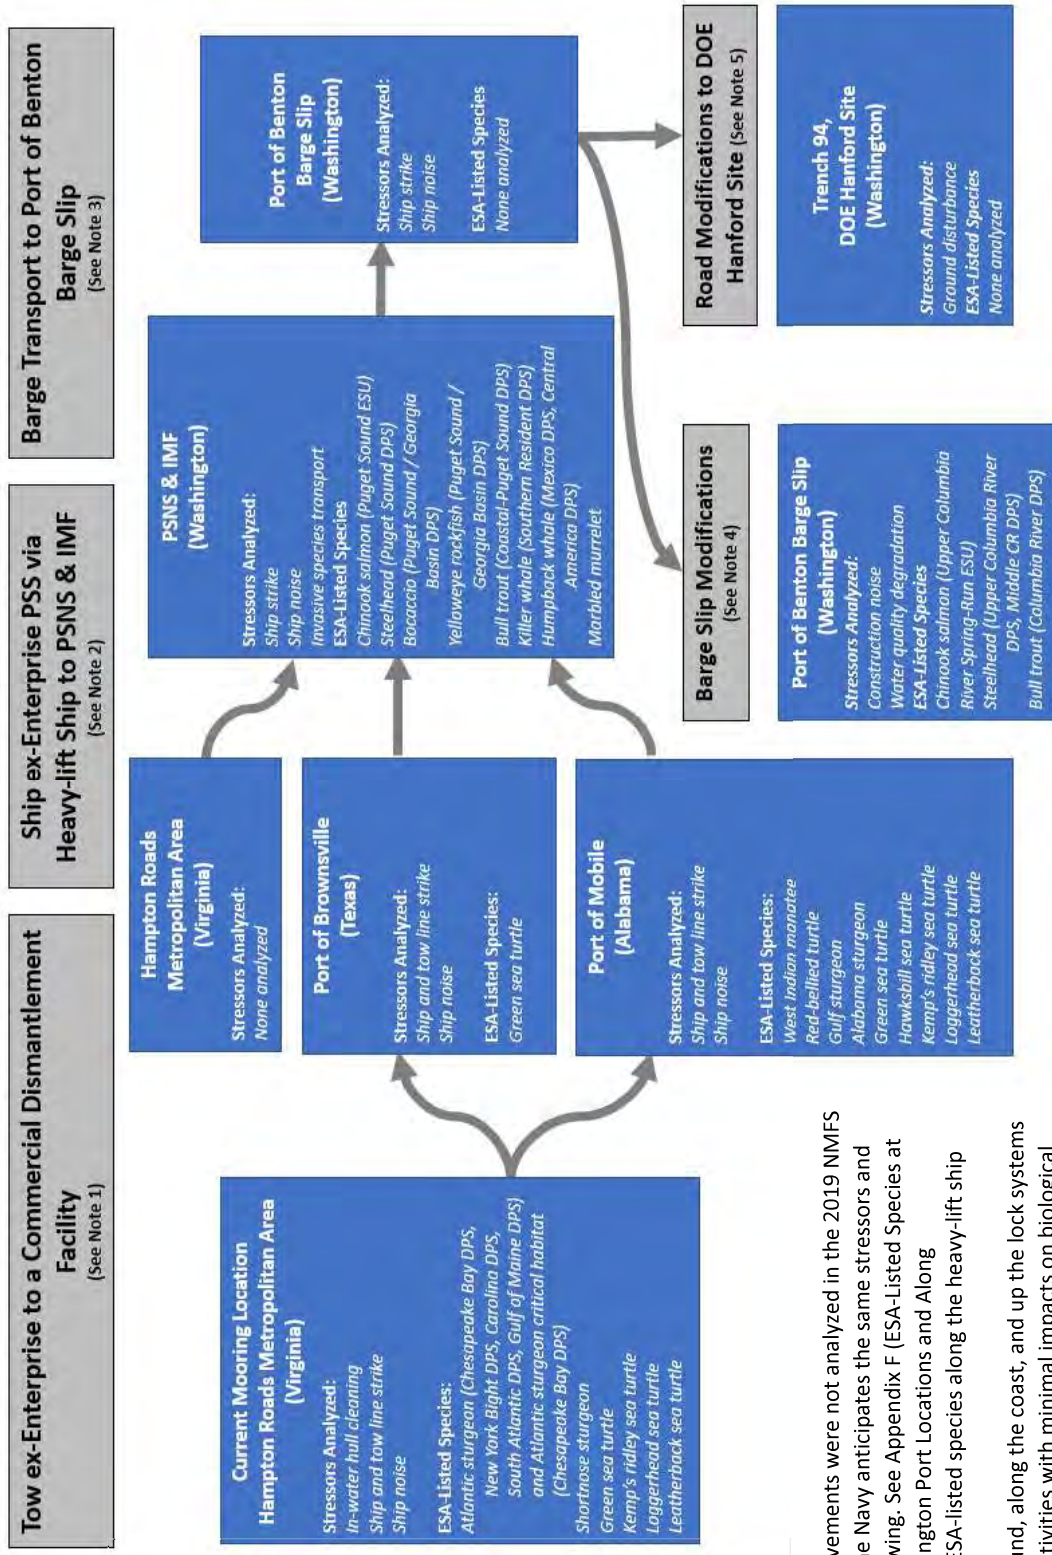 Tow ex-Enterprise to a Commercial Dismantlement
Facility
(See Note 1)
Ship ex-Enterprise PSS via
Heavy-lift Ship to PSNS & IMF
(See Note 2)
Barge Transport to Port of Benton
Barge Slip
(See Note 3)
Current Mooring Location
Hampton Roads Metropolitan Area
(Virginia)
Stressors Analyzed:
In-water hull cleaning
Ship and tow line strike
Ship noise
ESA-Listed Species:
Atlantic sturgeon (Chesapeake Bay DPS,
New York Bight DPS, Carolina DPS,
South Atlantic DPS, Gulf of Maine DPS)
and Atlantic sturgeon critical habitat
(Chesapeake Bay DPS)
Shortnose sturgeon
Green sea turtle
Kemp's ridley sea turtle
Loggerhead sea turtle
Leatherback sea turtle
Hampton Roads
Metropolitan Area
(Virginia)
Stressors Analyzed:
None analyzed
Port of Brownsville
(Texas)
Stressors Analyzed:
Ship and tow line strike
Ship noise
ESA-Listed Species:
Green sea turtle
Port of Mobile
(Alabama)
Stressors Analyzed:
Ship and tow line strike
Ship noise
ESA-Listed Species:
West Indian manatee
Red-bellied turtle
Gulf sturgeon
Alabama sturgeon
Green sea turtle
Hawksbill sea turtle
Kemp's ridley sea turtle
Loggerhead sea turtle
Leatherback sea turtle
PSNS & IMF
(Washington)
Stressors Analyzed:
Ship strike
Ship noise
Invasive species transport
ESA-Listed Species
Chinook salmon (Puget Sound ESU)
Steelhead (Puget Sound DPS)
Bocaccio (Puget Sound / Georgia
Basin DPS)
Yelloweye rockfish (Puget Sound /
Georgia Basin DPS)
Bull trout (Coastal-Puget Sound DPS)
Killer whale (Southern Resident DPS)
Humpback whale (Mexico DPS, Central
America DPS)
Marbled murrelet
Port of Benton
Barge Slip
(Washington)
Stressors Analyzed:
Ship strike
Ship noise
ESA-Listed Species
None analyzed
Barge Slip Modifications
(See Note 4)
Road Modifications to DOE
Hanford Site (See Note 5)
Port of Benton Barge Slip
(Washington)
Stressors Analyzed:
Construction noise
Water quality degradation
ESA-Listed Species
Chinook salmon (Upper Columbia
River Spring-Run ESU)
Steelhead (Upper Columbia River
DPS, Middle CR DPS)
Bull trout (Columbia River DPS)
Trench 94,
DOE Hanford Site
(Washington)
Stressors Analyzed:
Ground disturbance
ESA-Listed Species
None analyzed
vements were not analyzed in the 2019 NMFS
e Navy anticipates the same stressors and
wing. See Appendix F (ESA-Listed Species at
ngton Port Locations and Along
ESA-listed species along the heavy-lift ship
und, along the coast, and up the lock systems
tivities with minimal impacts on biological